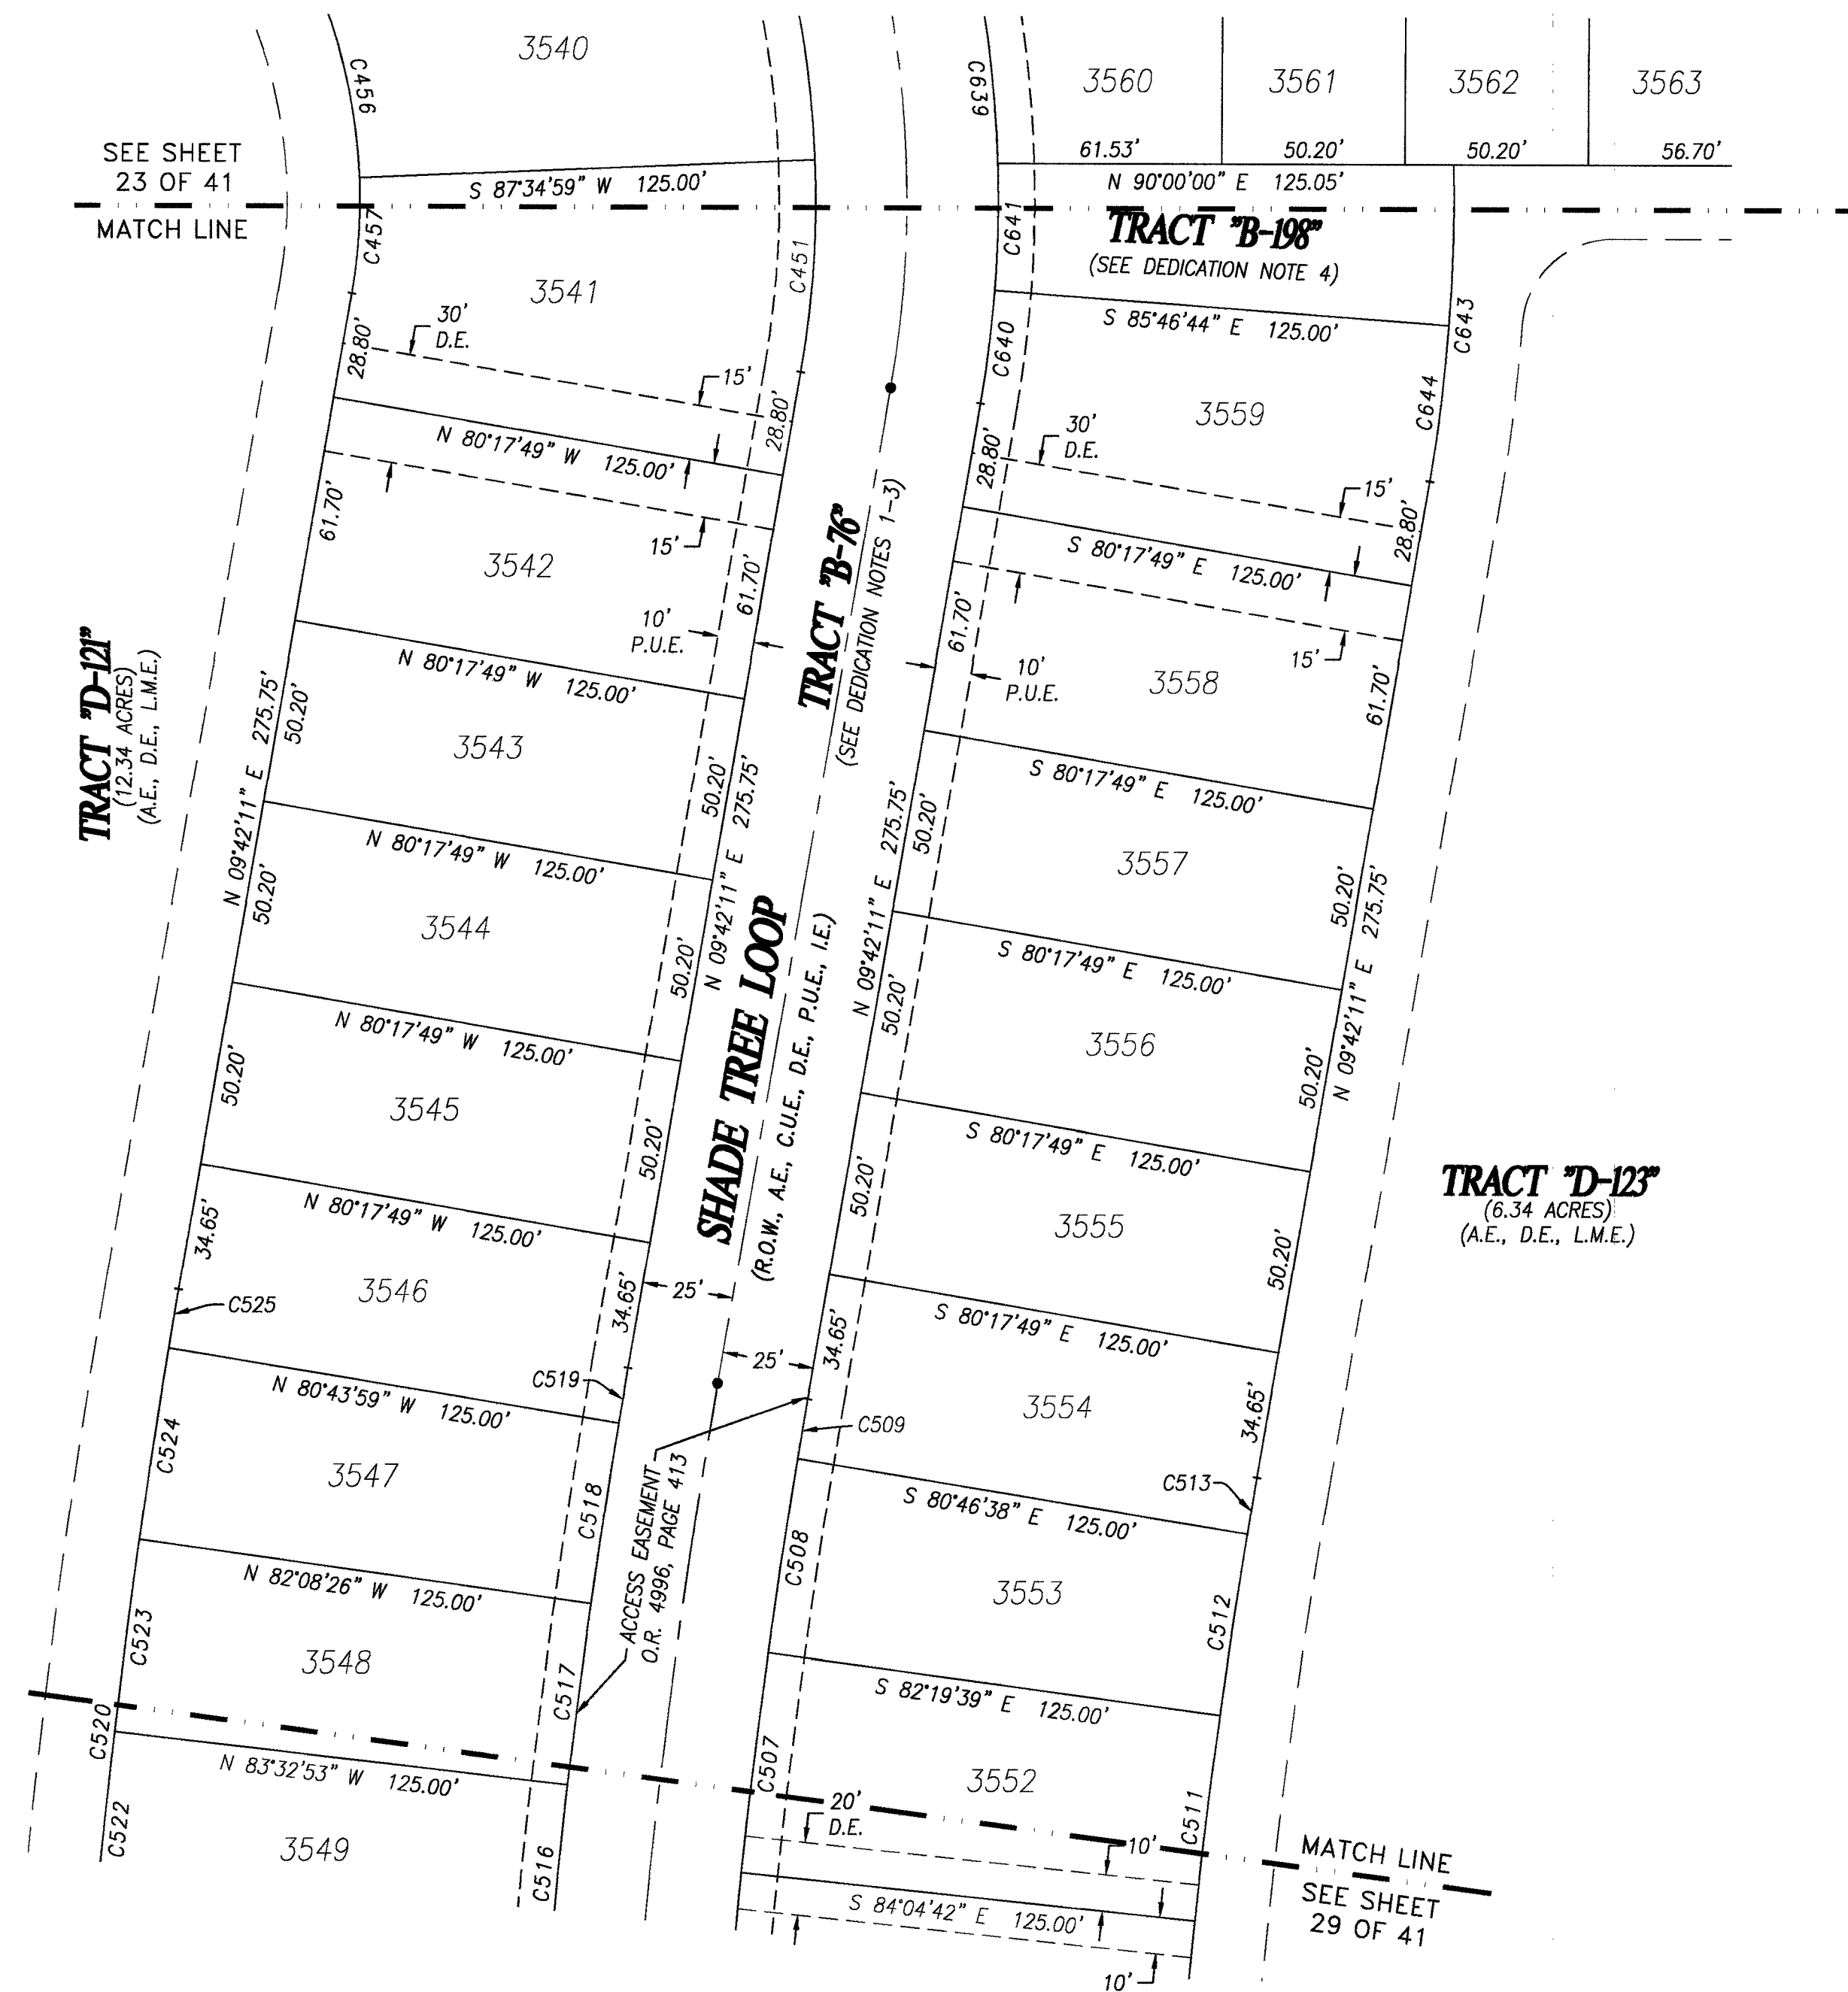 3540
C456
C639
3560
3561
3562
3563
61.53'
50.20'
50.20'
56.70'
SEE SHEET
23 OF 41
MATCH LINE
S 87°34'59" W 125.00'
N 90°00'00" E 125.05'
C457
C451
C641
TRACT "B-198"
(SEE DEDICATION NOTE 4)
3541
30'
D.E.
15'
28.80'
28.80'
C640
S 85°46'44" E 125.00'
C643
C644
3559
30'
D.E.
15'
28.80'
28.80'
N 80°17'49" W 125.00'
15'
61.70'
3542
61.70'
10'
P.U.E.
TRACT "B-76"
(SEE DEDICATION NOTES 1-3)
S 80°17'49" E 125.00'
15'
61.70'
10'
P.U.E.
3558
61.70'
TRACT "D-121"
(12.34 ACRES)
(A.E., D.E., L.M.E.)
N 80°17'49" W 125.00'
N 09°42'11" E 275.75'
50.20'
3543
50.20'
N 09°42'11" E 275.75'
S 80°17'49" E 125.00'
N 09°42'11" E 275.75'
50.20'
3557
50.20'
N 09°42'11" E 275.75'
N 80°17'49" W 125.00'
50.20'
3544
50.20'
SHADE TREE LOOP
(R.O.W., A.E., C.U.E., D.E., P.U.E., I.E.)
S 80°17'49" E 125.00'
50.20'
3556
50.20'
N 80°17'49" W 125.00'
50.20'
3545
50.20'
S 80°17'49" E 125.00'
50.20'
3555
50.20'
TRACT "D-123"
(6.34 ACRES)
(A.E., D.E., L.M.E.)
N 80°17'49" W 125.00'
34.65'
3546
C525
34.65'
25'
25'
S 80°17'49" E 125.00'
34.65'
3554
34.65'
C519
C509
C513
N 80°43'59" W 125.00'
C524
3547
C518
ACCESS EASEMENT
O.R. 4996, PAGE 413
S 80°46'38" E 125.00'
C508
3553
C512
N 82°08'26" W 125.00'
C523
3548
C517
S 82°19'39" E 125.00'
C520
N 83°32'53" W 125.00'
C507
3552
C511
20'
D.E.
10'
C522
3549
C516
S 84°04'42" E 125.00'
10'
MATCH LINE
SEE SHEET
29 OF 41